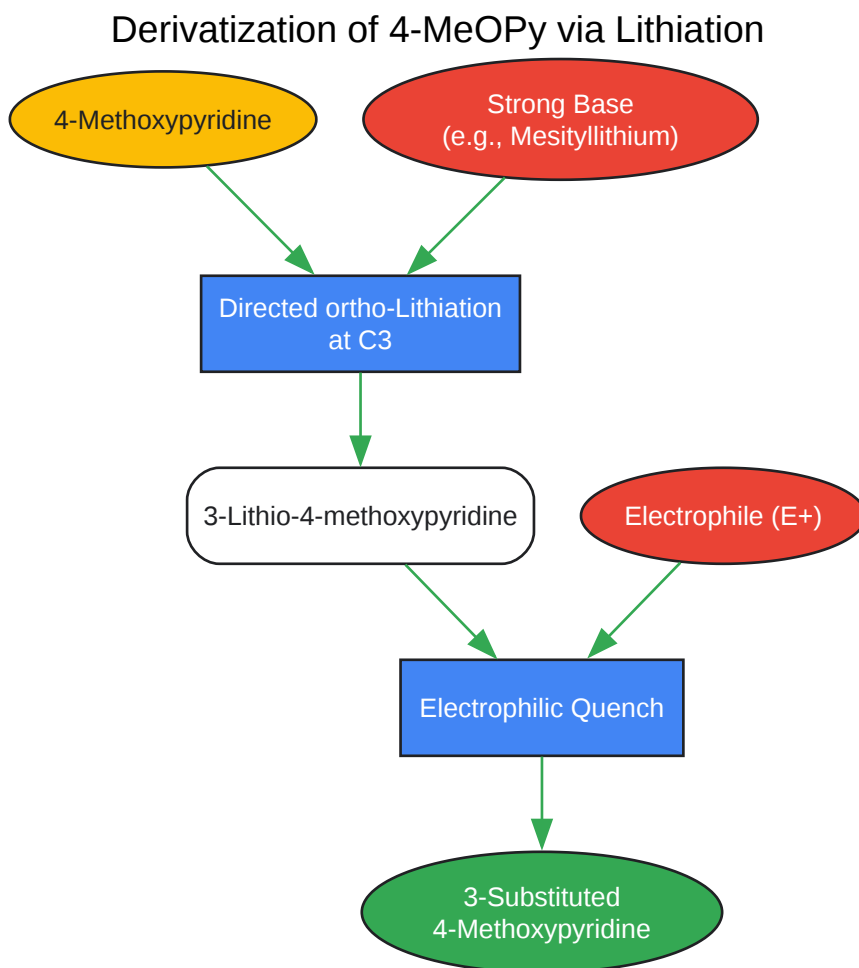 Derivatization of 4-MeOPy via Lithiation
4-Methoxypyridine
Strong Base
(e.g., Mesityllithium)
Directed ortho-Lithiation
at C3
3-Lithio-4-methoxypyridine
Electrophile (E+)
Electrophilic Quench
3-Substituted
4-Methoxypyridine